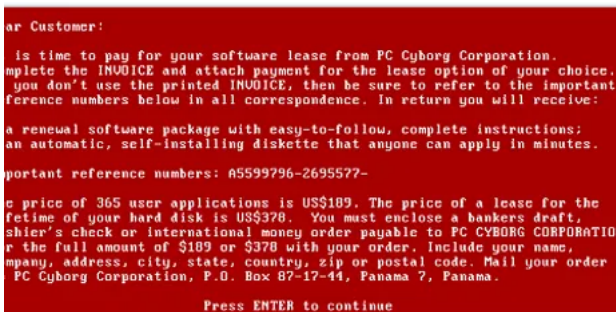 ar Customer:
is time to pay for your software lease from PC Cyborg Corporation.
mplete the INVOICE and attach payment for the lease option of your choice.
you don't use the printed INVOICE, then be sure to refer to the important
ference numbers below in all correspondence. In return you will receive:
a renewal software package with easy-to-follow, complete instructions;
an automatic, self-installing diskette that anyone can apply in minutes.
portant reference numbers: A5599796-2695577-
e price of 365 user applications is US$189. The price of a lease for the
fetime of your hard disk is US$378. You must enclose a bankers draft,
shier's check or international money order payable to PC CYBORG CORPORATIO
r the full amount of $189 or $378 with your order. Include your name,
mpany, address, city, state, country, zip or postal code. Mail your order
PC Cyborg Corporation, P.O. Box 87-17-44, Panama 7, Panama.
Press ENTER to continue